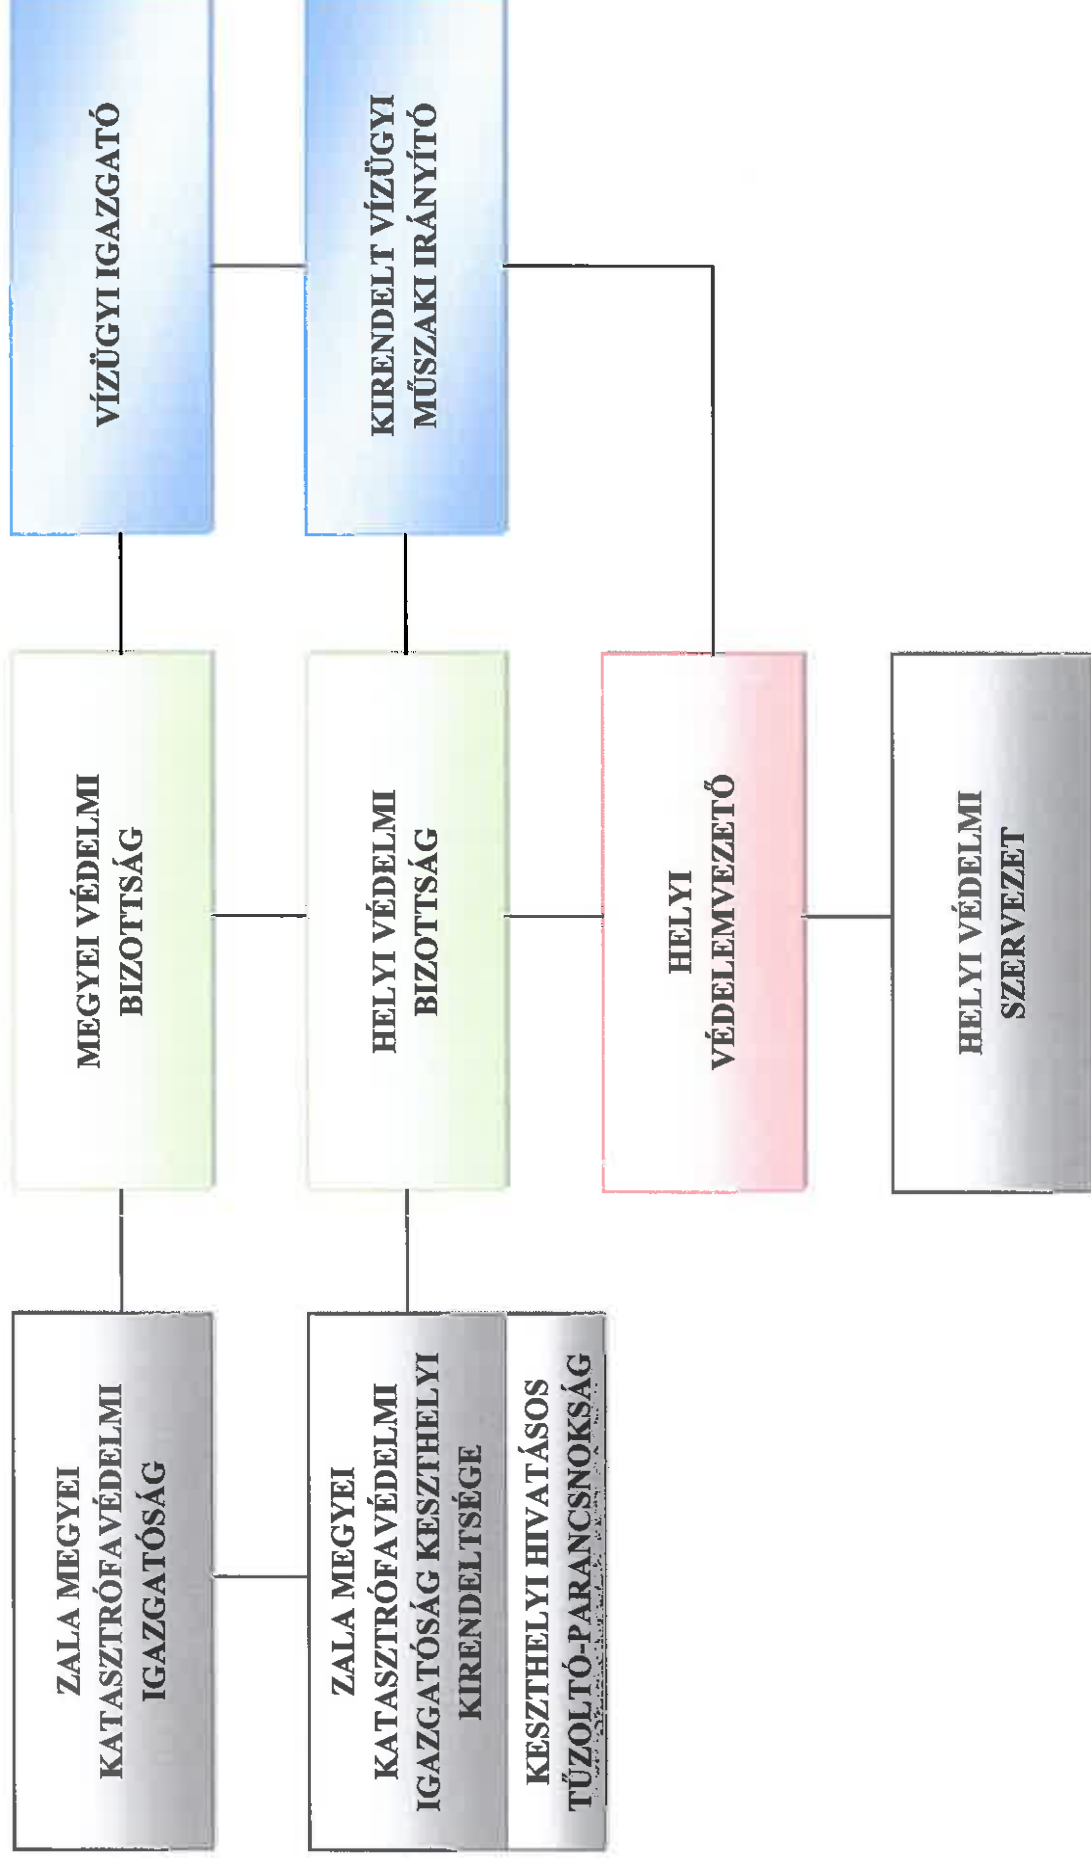 ZALA MEGYEI
KATASZTRÓFAVÉDELMI
IGAZGATÓSÁG
MEGYEI VÉDELMI
BIZOTTSÁG
VÍZÜGYI IGAZGATÓ
ZALA MEGYEI
KATASZTRÓFAVÉDELMI
IGAZGATÓSÁG KESZTHELYI
KIRENDELTSÉGE
HELYI VÉDELMI
BIZOTTSÁG
KIRENDELT VÍZÜGYI
MŰSZAKI IRÁNYÍTÓ
KESZTHELYI HIVATÁSOS
TŰZOLTÓ-PARANCSNOKSÁG
HELYI
VÉDELEMVEZETŐ
HELYI VÉDELMI
SZERVEZET